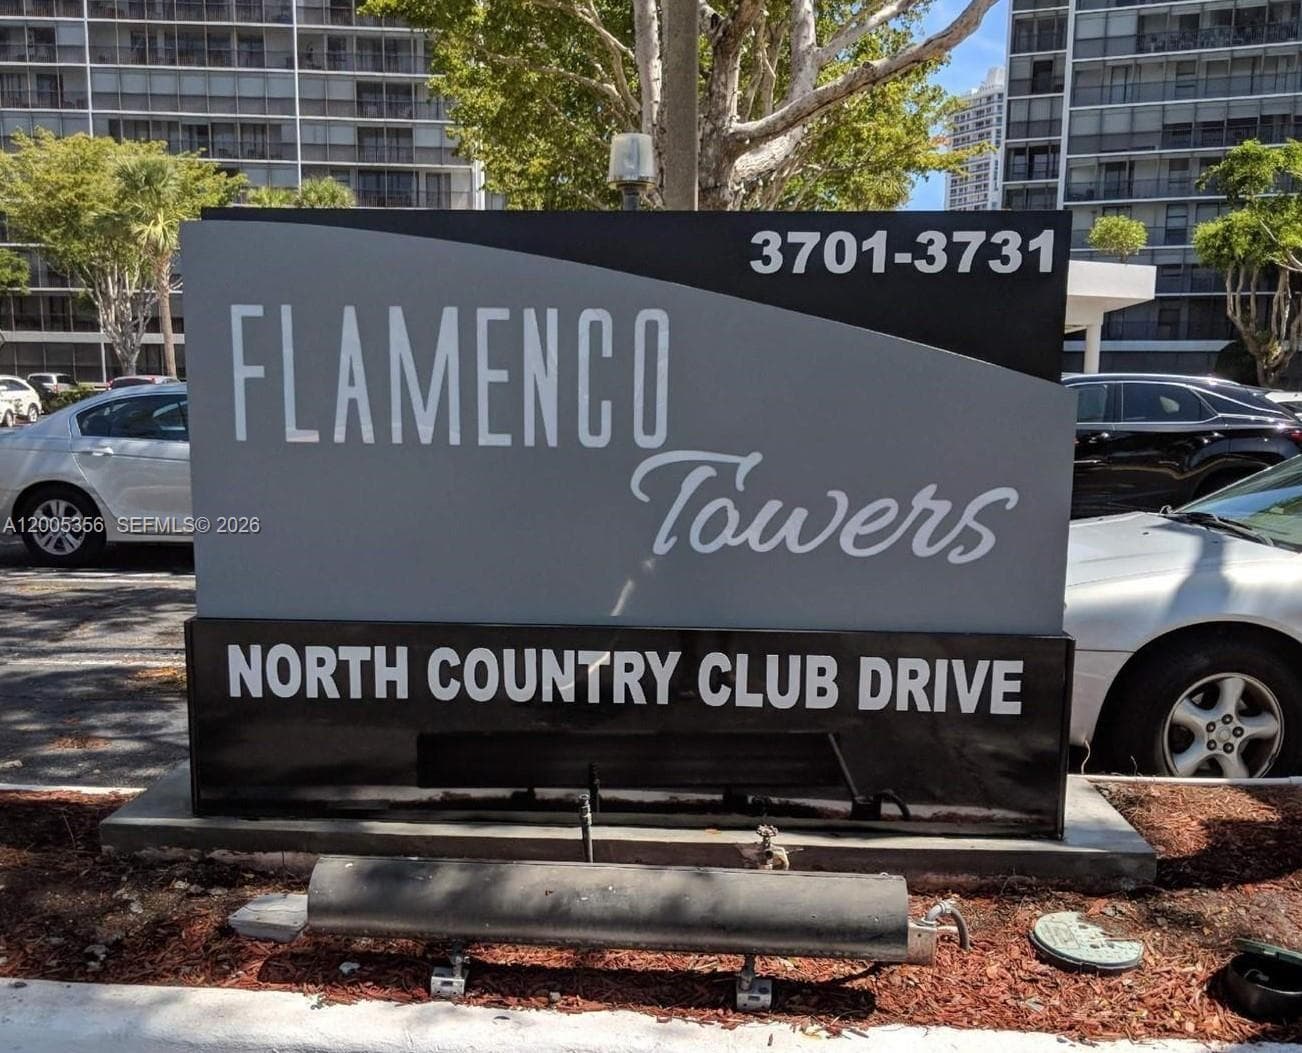 3701-3731
FLAMENCO
Towers
A12005356 SEFMLS© 2026
NORTH COUNTRY CLUB DRIVE